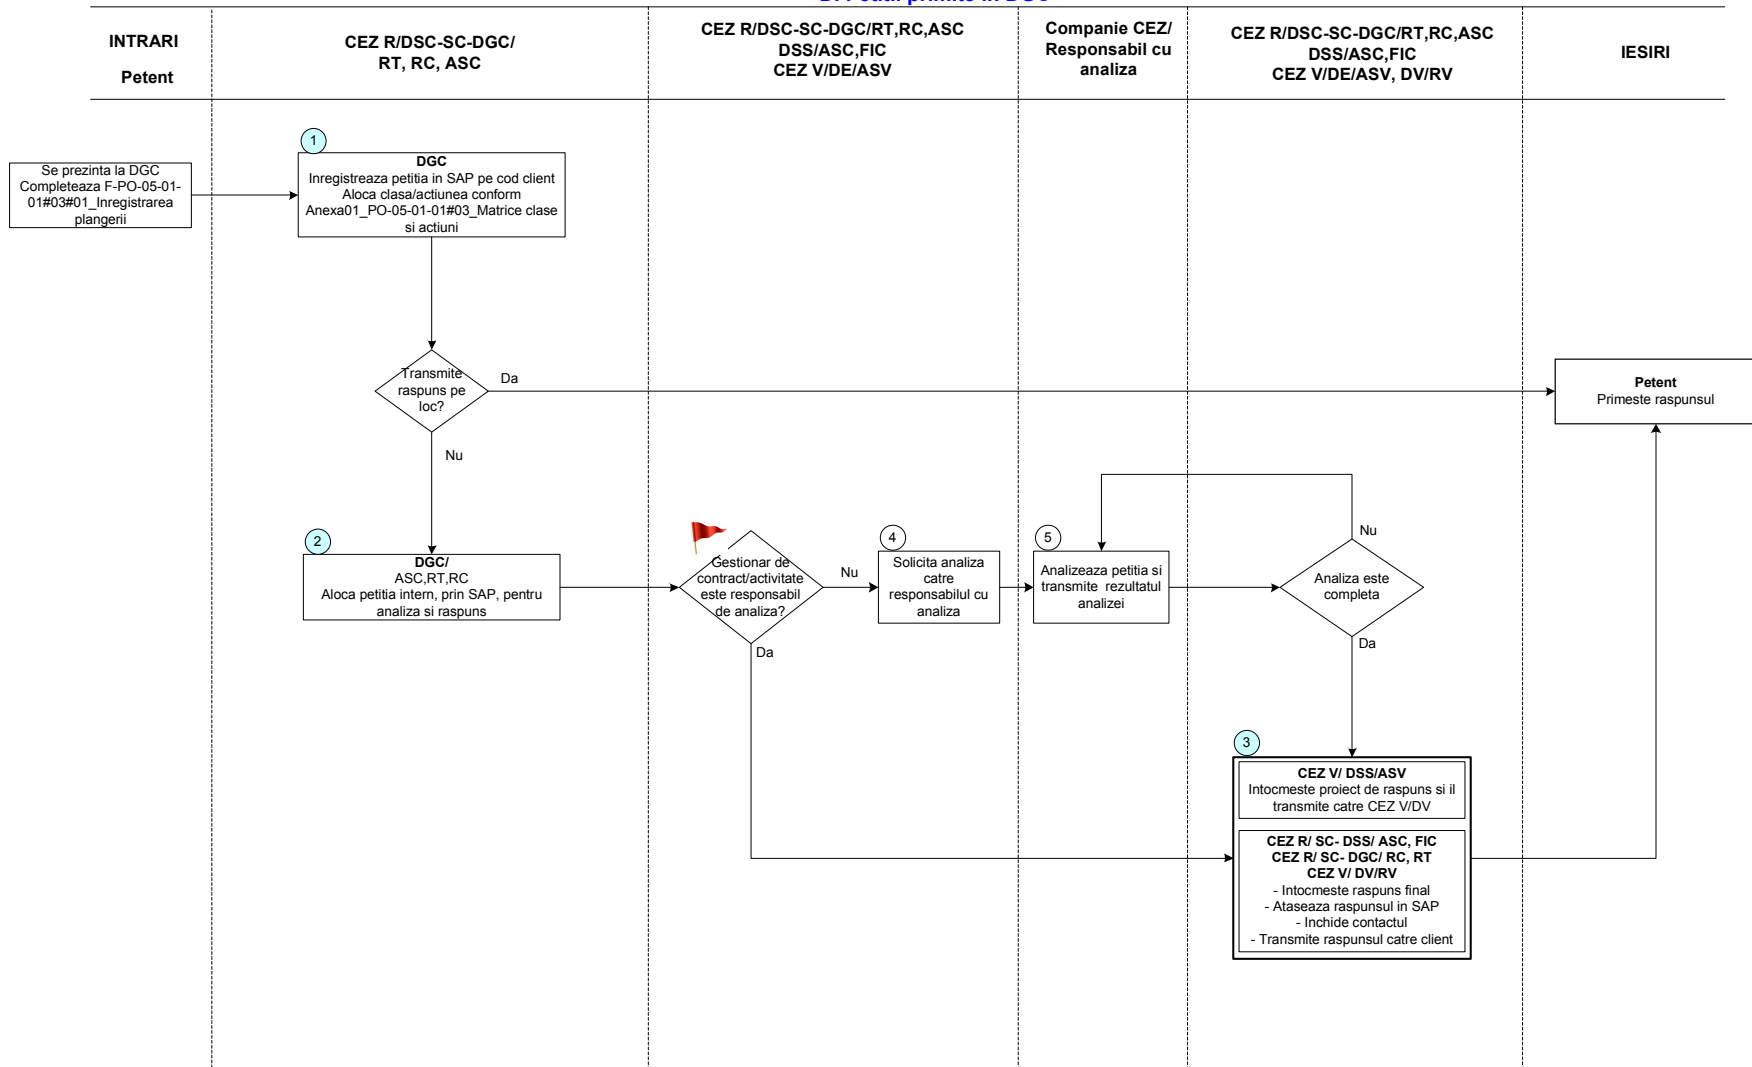 INTRARI
Petent
CEZ R/DSC-SC-DGC/
RT, RC, ASC
CEZ R/DSC-SC-DGC/RT,RC,ASC
DSS/ASC,FIC
CEZ V/DE/ASV
Companie CEZ/
Responsabil cu
analiza
CEZ R/DSC-SC-DGC/RT,RC,ASC
DSS/ASC,FIC
CEZ V/DE/ASV, DV/RV
IESIRI
Se prezinta la DGC
Completeaza F-PO-05-01-
01#03#01_Inregistrarea
plangerii
1
DGC
Inregistreaza petitia in SAP pe cod client
Aloca clasa/actiunea conform
Anexa01_PO-05-01-01#03_Matrice clase
si actiuni
Transmite
raspuns pe
loc?
Da
Nu
Petent
Primeste raspunsul
2
DGC/
ASC,RT,RC
Aloca petitia intern, prin SAP, pentru
analiza si raspuns
Gestionar de
contract/activitate
este responsabil
de analiza?
Nu
Da
4
Solicita analiza
catre
responsabilul cu
analiza
5
Analizeaza petitia si
transmite rezultatul
analizei
Nu
Analiza este
completa
Da
3
CEZ V/ DSS/ASV
Intocmeste proiect de raspuns si il
transmite catre CEZ V/DV
CEZ R/ SC- DSS/ ASC, FIC
CEZ R/ SC- DGC/ RC, RT
CEZ V/ DV/RV
- Intocmeste raspuns final
- Ataseaza raspunsul in SAP
- Inchide contactul
- Transmite raspunsul catre client